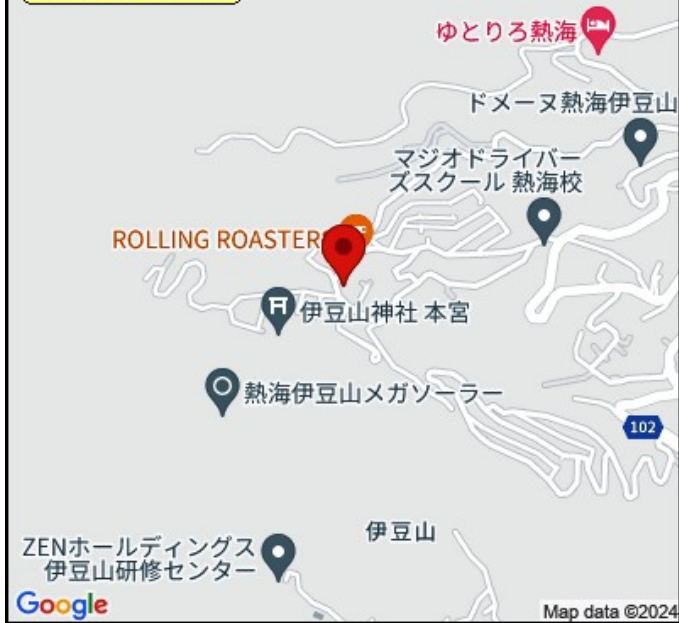 ゆとりろ熱海
ドメーヌ熱海伊豆山
マジオドライバー
ズスクール 熱海校
ROLLING ROASTERS
伊豆山神社 本宮
熱海伊豆山メガソーラー
102
伊豆山
ZENホールディングス
伊豆山研修センター
Google
Map data ©2024